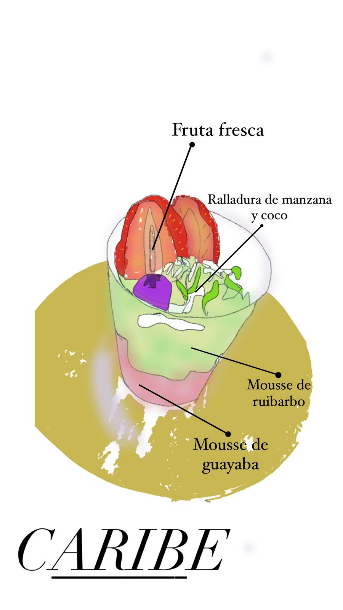 Fruta fresca
Ralladura de manzana
y coco
Mousse de
ruibarbo
Mousse de
guayaba
CARIBE